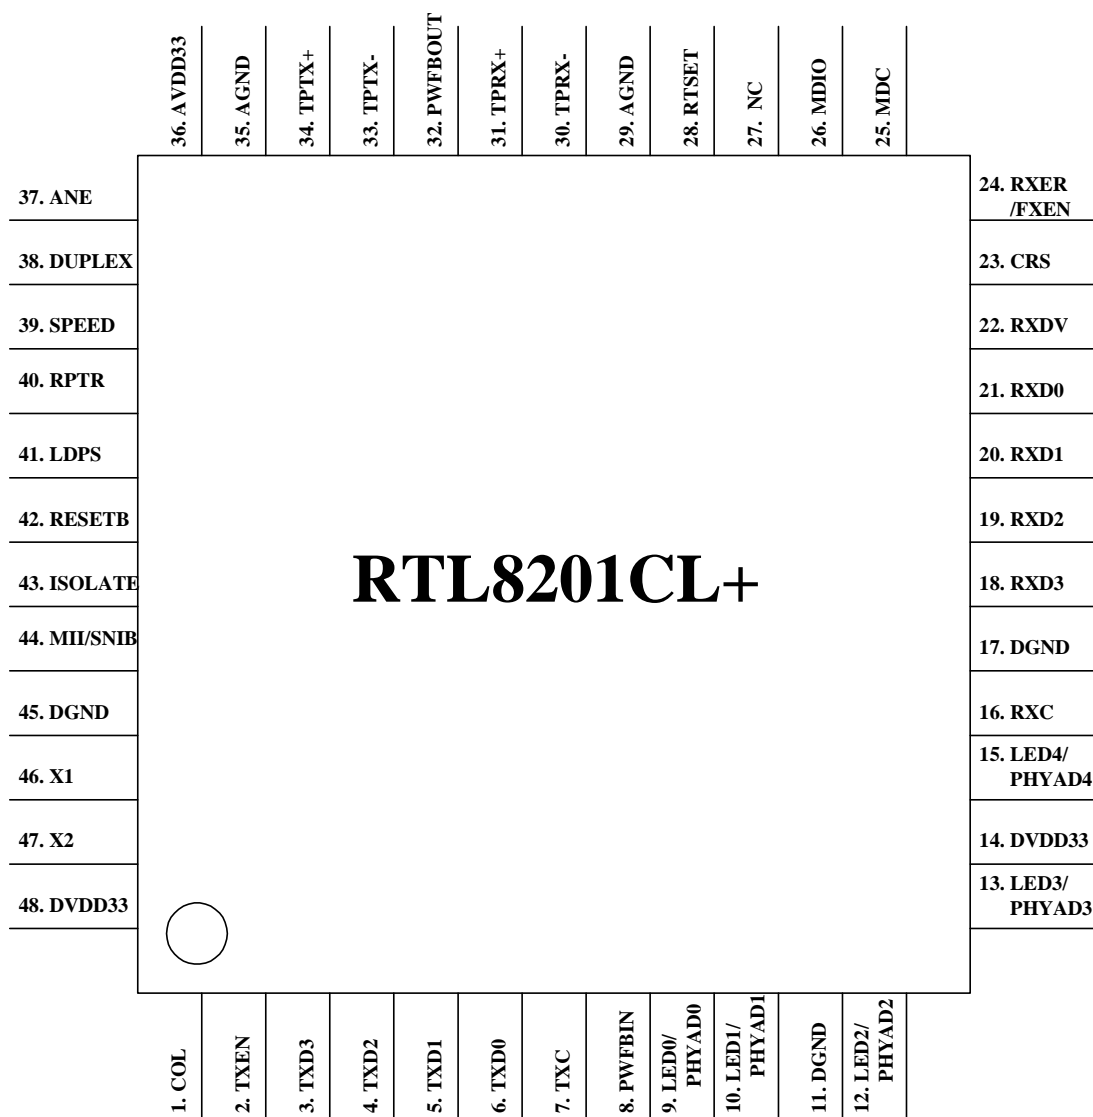 36. AVDD33
35. AGND
34. TPTX+
33. TPTX-
32. PWFBOUT
31. TPRX+
30. TPRX-
29. AGND
28. RTSET
27. NC
26. MDIO
25. MDC
37. ANE
38. DUPLEX
39. SPEED
40. RPTR
41. LDPS
42. RESETB
43. ISOLATE
44. MII/SNIB
45. DGND
46. X1
47. X2
48. DVDD33
RTL8201CL+
24. RXER
/FXEN
23. CRS
22. RXDV
21. RXD0
20. RXD1
19. RXD2
18. RXD3
17. DGND
16. RXC
15. LED4/
PHYAD4
14. DVDD33
13. LED3/
PHYAD3
1. COL
2. TXEN
3. TXD3
4. TXD2
5. TXD1
6. TXD0
7. TXC
8. PWFBIN
9. LED0/
PHYAD0
10. LED1/
PHYAD1
11. DGND
12. LED2/
PHYAD2